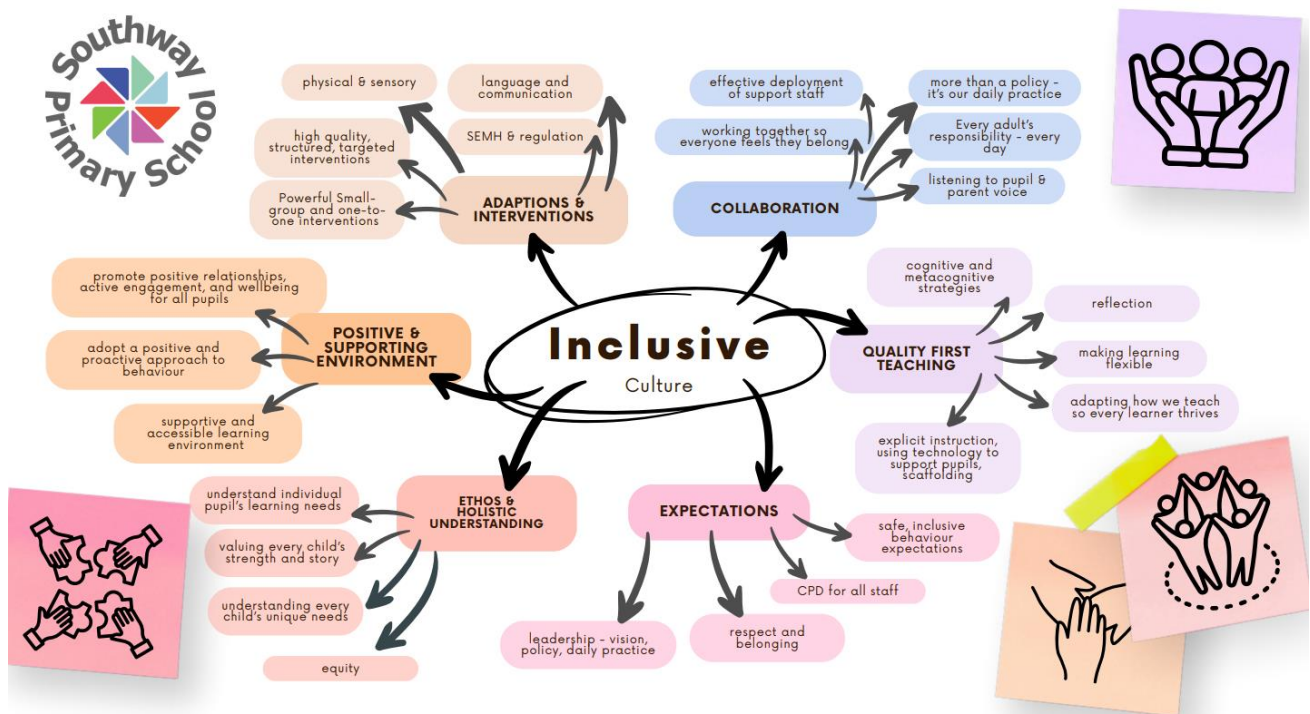 Southway Jo
Primary School
physical & sensory
language and
communication
high quality,
structured, targeted
interventions
SEMH & regulation
Powerful Small-
group and one-to-
one interventions
ADAPTIONS &
INTERVENTIONS
effective deployment
of support staff
more than a policy -
it's our daily practice
working together so
everyone feels they belong
Every adult's
responsibility - every
day
listening to pupil &
parent voice
COLLABORATION
promote positive relationships,
active engagement, and wellbeing
for all pupils
adopt a positive and
proactive approach to
behaviour
supportive and
accessible learning
environment
POSITIVE &
SUPPORTING
ENVIRONMENT
Inclusive
Culture
cognitive and
metacognitive
strategies
reflection
QUALITY FIRST
TEACHING
making learning
flexible
adapting how we teach
so every learner thrives
explicit instruction,
using technology to
support pupils,
scaffolding
understand individual
pupil's learning needs
valuing every child's
strength and story
understanding every
child's unique needs
equity
ETHOS &
HOLISTIC
UNDERSTANDING
EXPECTATIONS
safe, inclusive
behaviour
expectations
CPD for all staff
leadership - vision,
policy, daily practice
respect and
belonging